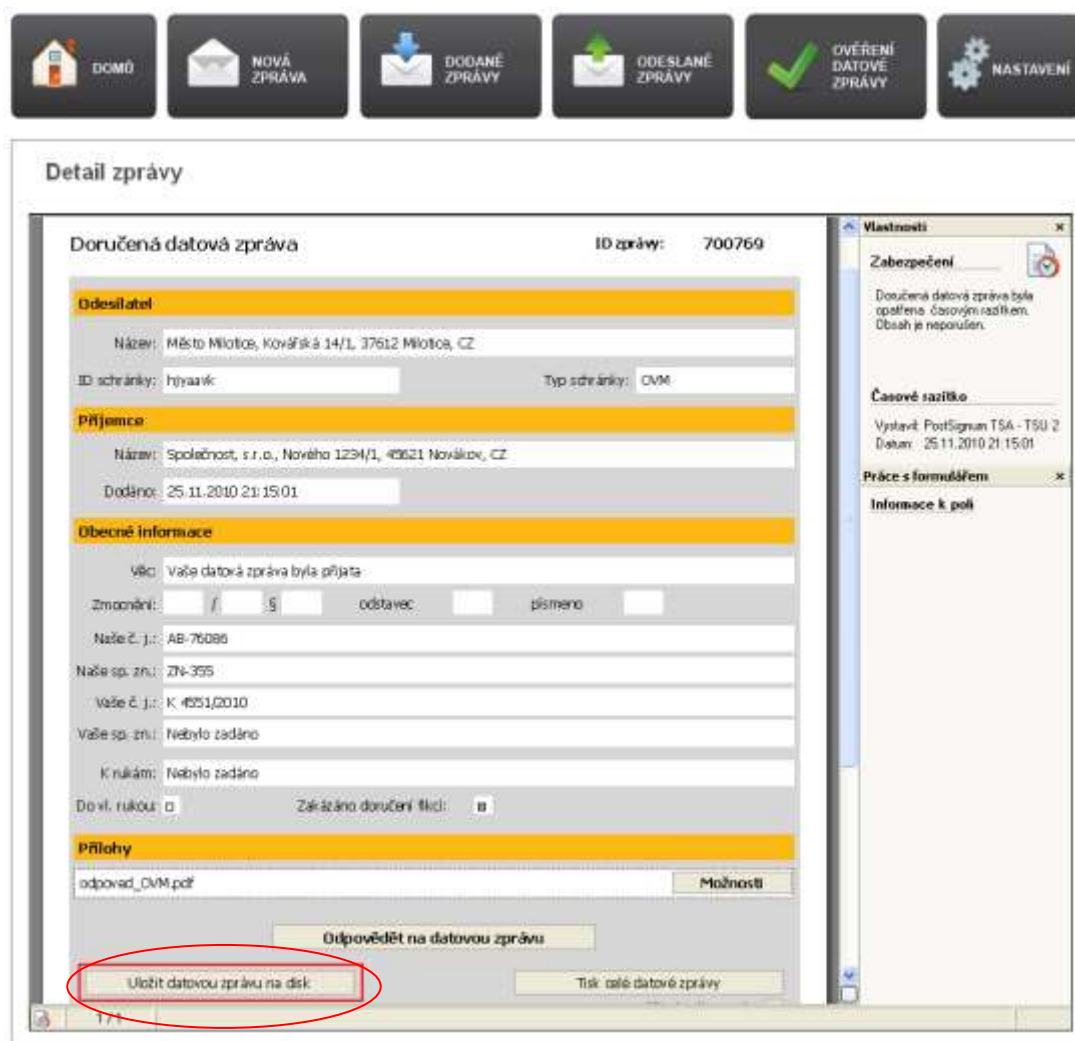 DOMŮ
NOVÁ
ZPRÁVA
DODANÉ
ZPRÁVY
ODESLANÉ
ZPRÁVY
OVĚŘENÍ
DATOVÉ
ZPRÁVY
NASTAVENÍ
Detail zprávy
Doručená datová zpráva ID zprávy: 700769
Odesílatel
Název: Město Milotice, Kovářská 14/1, 37612 Milotice, CZ
ID schránky: hjyaavk Typ schránky: OVM
Příjemce
Název: Společnost, s.r.o., Nového 1234/1, 45621 Novákov, CZ
Dodáno: 25.11.2010 21:15:01
Obecné informace
Věc: Vaše datová zpráva byla přijata
Zmocnění: / § odstavec písmeno
Naše č. j.: AB-76086
Naše sp. zn.: ZN-355
Vaše č. j.: K 4551/2010
Vaše sp. zn.: Nebylo zadáno
K rukám: Nebylo zadáno
Do vl. rukou: Zakázáno doručení fikcí:
Přílohy
odpoved_OVM.pdf Možnosti
Odpovědět na datovou zprávu
Uložit datovou zprávu na disk Tisk celé datové zprávy
1 / 1
Vlastnosti ×
Zabezpečení
Doručená datová zpráva byla
opatřena časovým razítkem.
Obsah je neporušen.
Časové razítko
Vystavil: PostSignum TSA - TSU 2
Datum: 25.11.2010 21:15:01
Práce s formulářem ×
Informace k poli